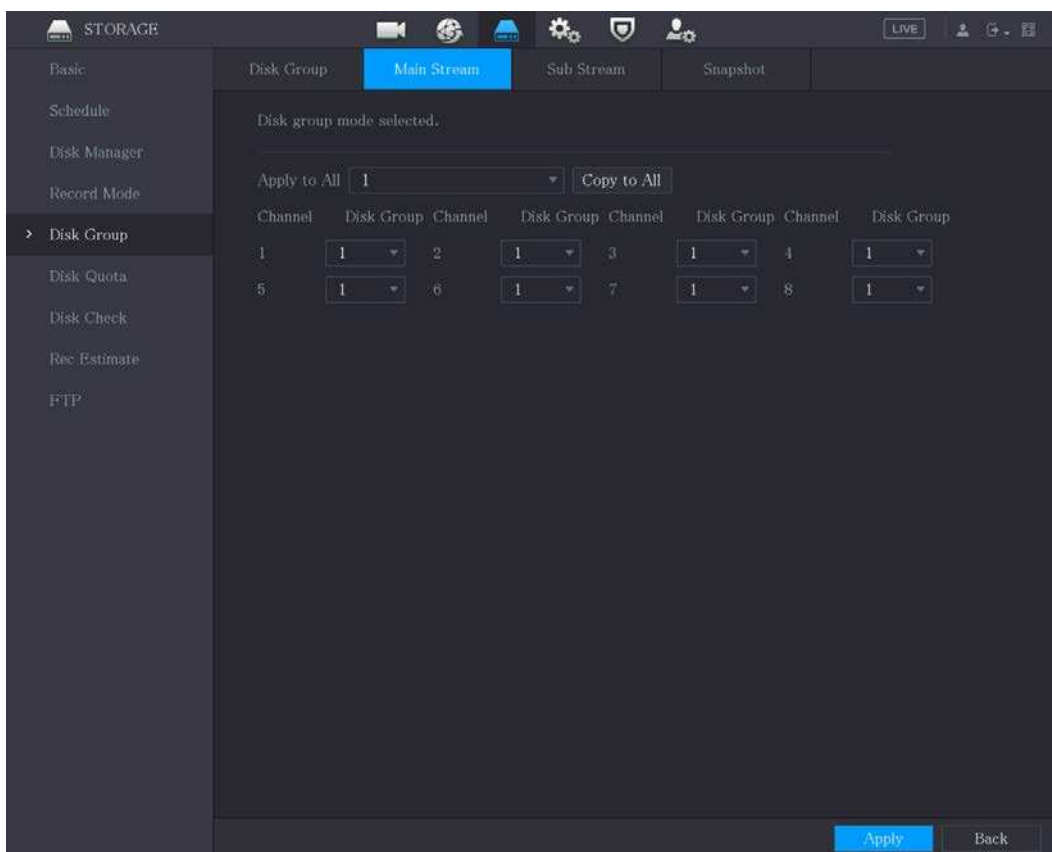 STORAGE
LIVE
Basic
Schedule
Disk Manager
Record Mode
Disk Group
Disk Quota
Disk Check
Rec Estimate
FTP
Disk Group Main Stream Sub Stream Snapshot
Disk group mode selected.
Apply to All 1 Copy to All
Channel Disk Group Channel Disk Group Channel Disk Group Channel Disk Group
1 1 2 1 3 1 4 1
5 1 6 1 7 1 8 1
Apply Back